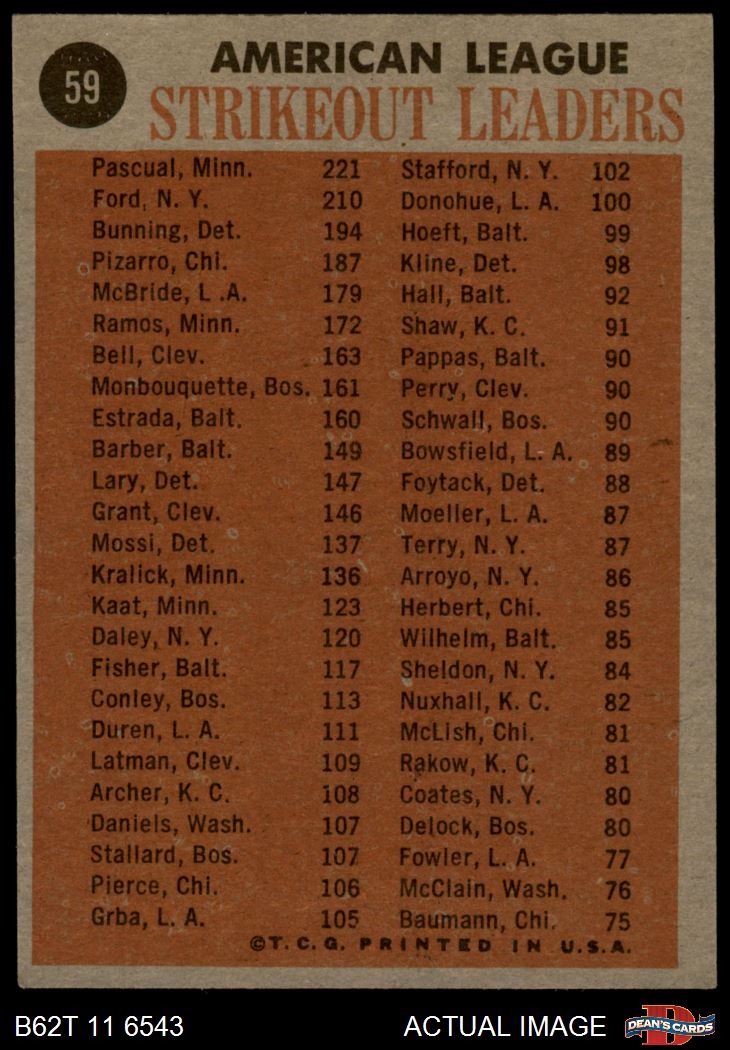 59
AMERICAN LEAGUE
STRIKEOUT LEADERS
Pascual, Minn. 221
Ford, N. Y. 210
Bunning, Det. 194
Pizarro, Chi. 187
McBride, L .A. 179
Ramos, Minn. 172
Bell, Clev. 163
Monbouquette, Bos. 161
Estrada, Balt. 160
Barber, Balt. 149
Lary, Det. 147
Grant, Clev. 146
Mossi, Det. 137
Kralick, Minn. 136
Kaat, Minn. 123
Daley, N. Y. 120
Fisher, Balt. 117
Conley, Bos. 113
Duren, L. A. 111
Latman, Clev. 109
Archer, K. C. 108
Daniels, Wash. 107
Stallard, Bos. 107
Pierce, Chi. 106
Grba, L. A. 105
Stafford, N. Y. 102
Donohue, L. A. 100
Hoeft, Balt. 99
Kline, Det. 98
Hall, Balt. 92
Shaw, K. C. 91
Pappas, Balt. 90
Perry, Clev. 90
Schwall, Bos. 90
Bowsfield, L. A. 89
Foytack, Det. 88
Moeller, L. A. 87
Terry, N. Y. 87
Arroyo, N. Y. 86
Herbert, Chi. 85
Wilhelm, Balt. 85
Sheldon, N. Y. 84
Nuxhall, K. C. 82
McLish, Chi. 81
Rakow, K. C. 81
Coates, N. Y. 80
Delock, Bos. 80
Fowler, L. A. 77
McClain, Wash. 76
Baumann, Chi. 75
©T. C. G. PRINTED IN U.S.A.
B62T 11 6543
ACTUAL IMAGE
D
DEAN'S CARDS